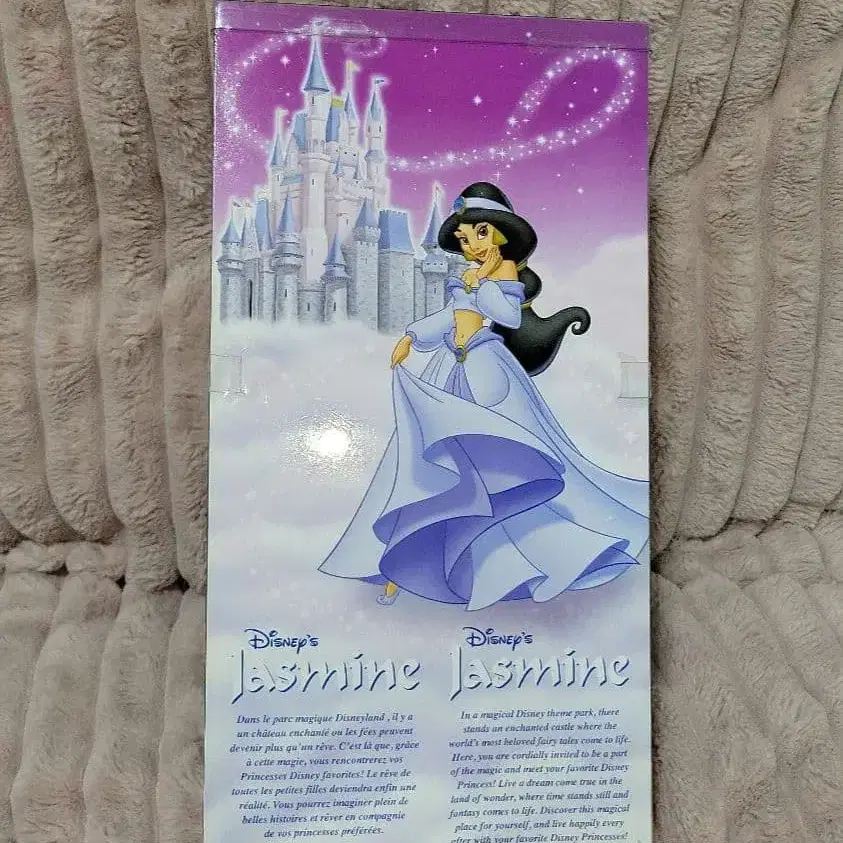 Disney's
Jasmine
Dans le parc magique Disneyland , il y a
un château enchanté ou les fées peuvent
devenir plus qu'un rêve. C'est là que, grâce
à cette magie, vous rencontrerez vos
Princesses Disney favorites! Le rêve de
toutes les petites filles deviendra enfin une
réalité. Vous pourrez imaginer plein de
belles histoires et rêver en compagnie
de vos princesses préférées.
Disney's
Jasmine
In a magical Disney theme park, there
stands an enchanted castle where the
world's most beloved fairy tales come to life.
Here, you are cordially invited to be a part
of the magic and meet your favorite Disney
Princess! Live a dream come true in the
land of wonder, where time stands still and
fantasy comes to life. Discover this magical
place for yourself, and live happily every
after with your favorite Disney Princesses!